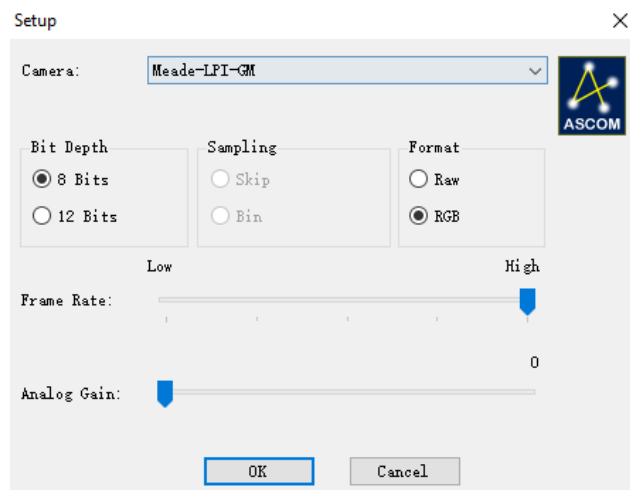 Setup
Camera: Meade-LPI-GM
ASCOM
Bit Depth Sampling Format
8 Bits Skip Raw
12 Bits Bin RGB
Low High
Frame Rate:
0
Analog Gain:
OK Cancel